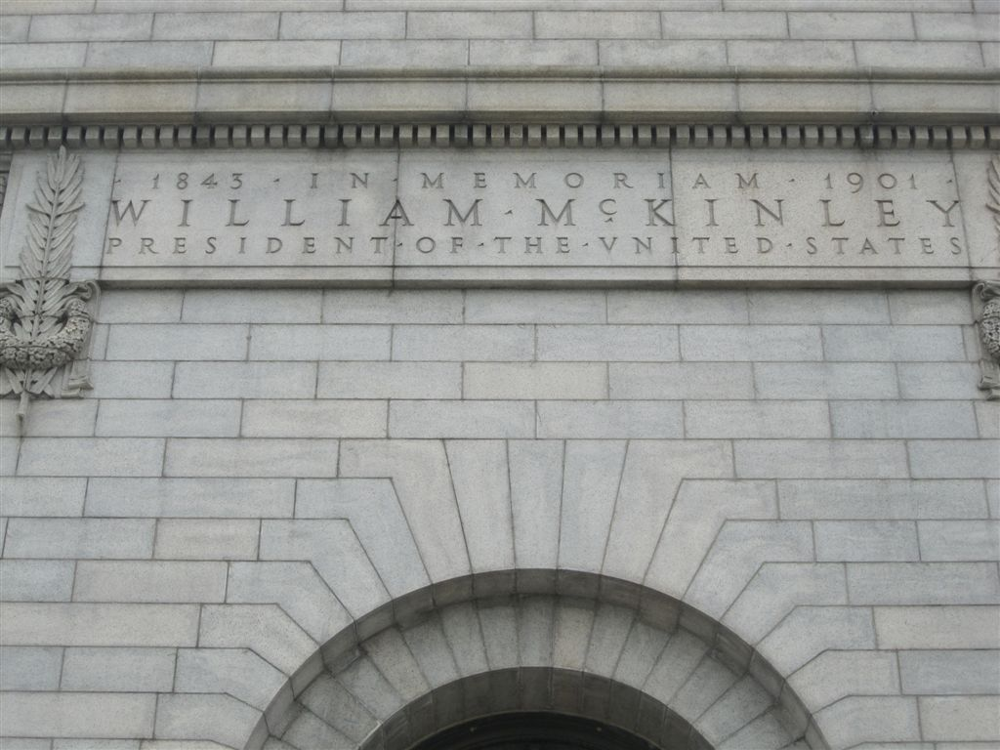 · 1843 · IN · MEMORIAM · 1901 ·
WILLIAM · McKINLEY
PRESIDENT · OF · THE · VNITED · STATES